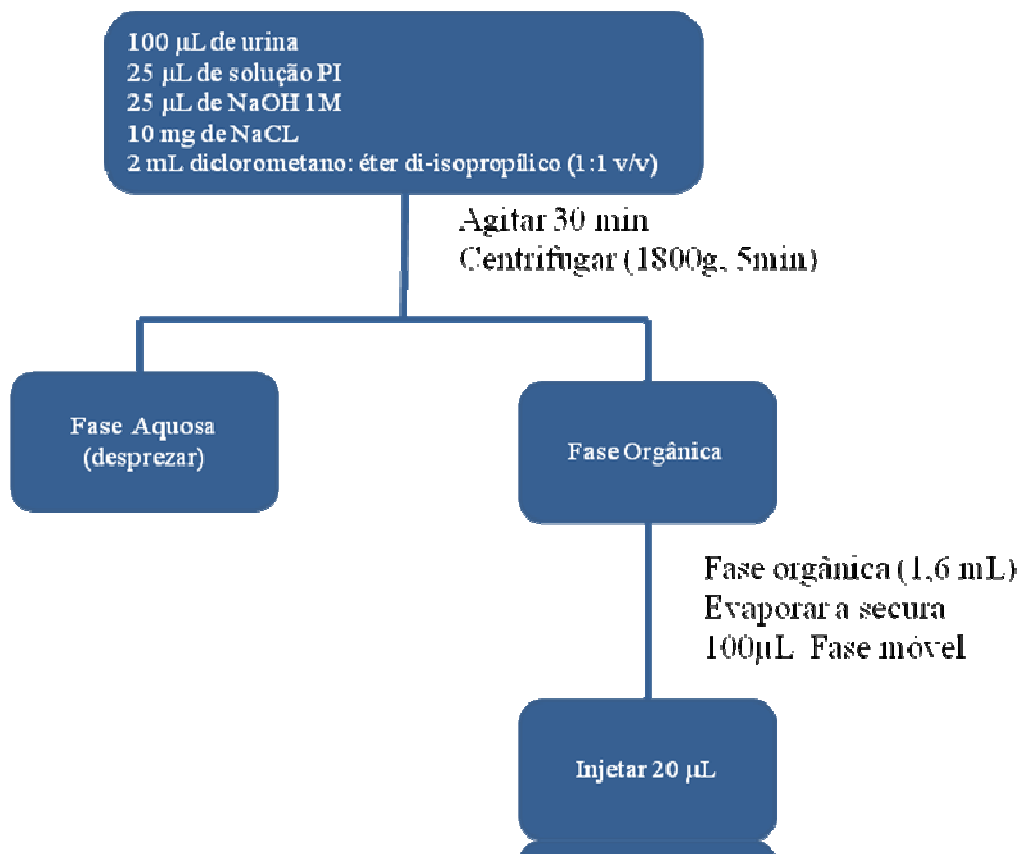 100 µL de urina
25 µL de solução PI
25 µL de NaOH 1M
10 mg de NaCL
2 mL diclorometano: éter di-isopropílico (1:1 v/v)
Agitar 30 min
Centrifugar (1800g, 5min)
Fase Aquosa
(desprezar)
Fase Orgânica
Fase orgânica (1,6 mL)
Evaporar a secura
100µL Fase móvel
Injetar 20 µL